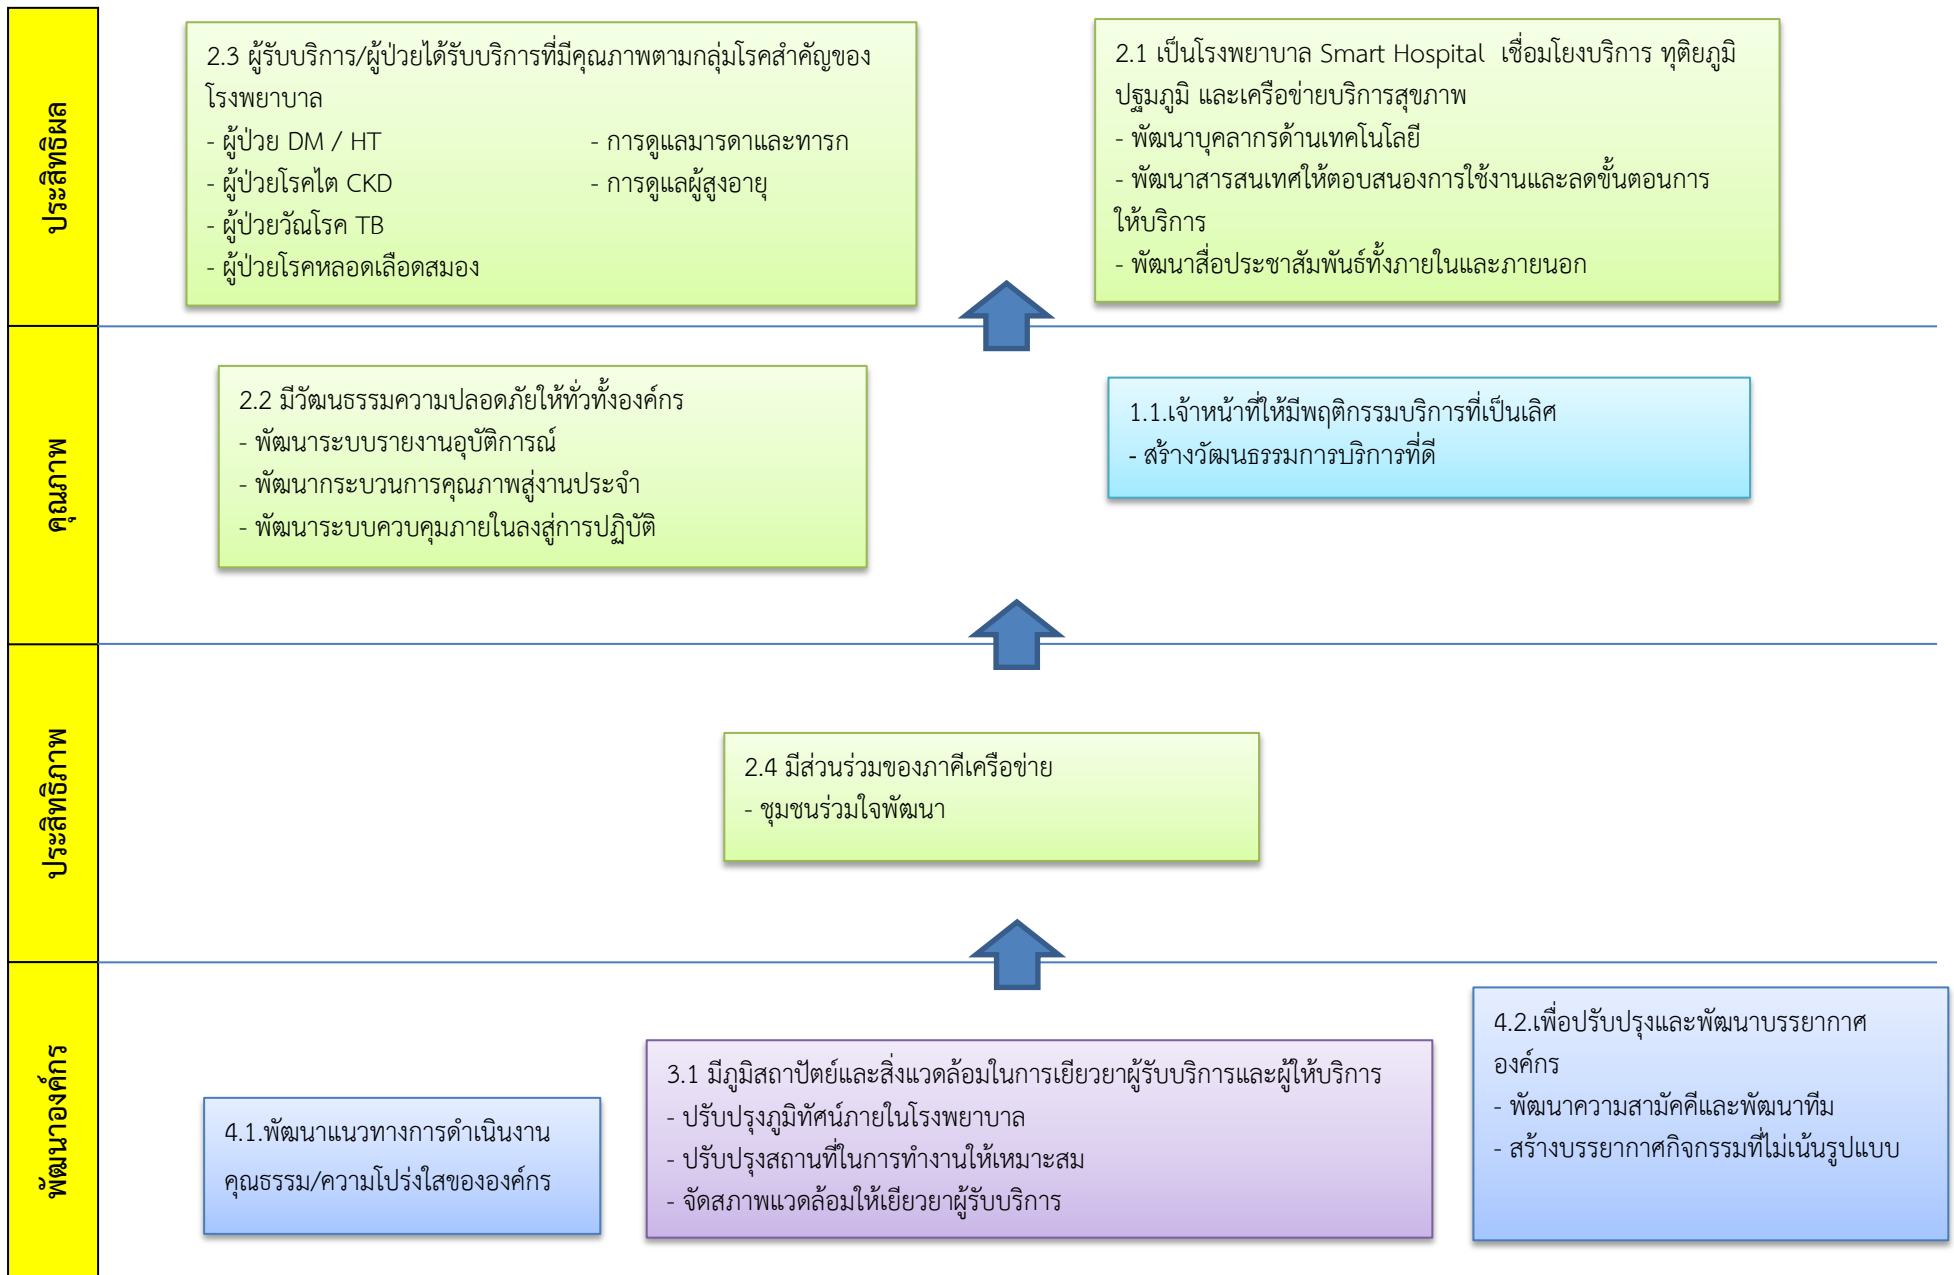 ประสิทธิผล
2.3 ผู้รับบริการ/ผู้ป่วยได้รับบริการที่มีคุณภาพตามกลุ่มโรคสำคัญของ
โรงพยาบาล
- ผู้ป่วย DM / HT - การดูแลมารดาและทารก
- ผู้ป่วยโรคไต CKD - การดูแลผู้สูงอายุ
- ผู้ป่วยวัณโรค TB
- ผู้ป่วยโรคหลอดเลือดสมอง
2.1 เป็นโรงพยาบาล Smart Hospital เชื่อมโยงบริการ ทุติยภูมิ
ปฐมภูมิ และเครือข่ายบริการสุขภาพ
- พัฒนาบุคลากรด้านเทคโนโลยี
- พัฒนาสารสนเทศให้ตอบสนองการใช้งานและลดขั้นตอนการ
ให้บริการ
- พัฒนาสื่อประชาสัมพันธ์ทั้งภายในและภายนอก
คุณภาพ
2.2 มีวัฒนธรรมความปลอดภัยให้ทั่วทั้งองค์กร
- พัฒนาระบบรายงานอุบัติการณ์
- พัฒนากระบวนการคุณภาพสู่งานประจำ
- พัฒนาระบบควบคุมภายในลงสู่การปฏิบัติ
1.1.เจ้าหน้าที่ให้มีพฤติกรรมบริการที่เป็นเลิศ
- สร้างวัฒนธรรมการบริการที่ดี
ประสิทธิภาพ
2.4 มีส่วนร่วมของภาคีเครือข่าย
- ชุมชนร่วมใจพัฒนา
พัฒนาองค์กร
4.1.พัฒนาแนวทางการดำเนินงาน
คุณธรรม/ความโปร่งใสขององค์กร
3.1 มีภูมิสถาปัตย์และสิ่งแวดล้อมในการเยียวยาผู้รับบริการและผู้ให้บริการ
- ปรับปรุงภูมิทัศน์ภายในโรงพยาบาล
- ปรับปรุงสถานที่ในการทำงานให้เหมาะสม
- จัดสภาพแวดล้อมให้เยียวยาผู้รับบริการ
4.2.เพื่อปรับปรุงและพัฒนาบรรยากาศ
องค์กร
- พัฒนาความสามัคคีและพัฒนาทีม
- สร้างบรรยากาศกิจกรรมที่ไม่เน้นรูปแบบ